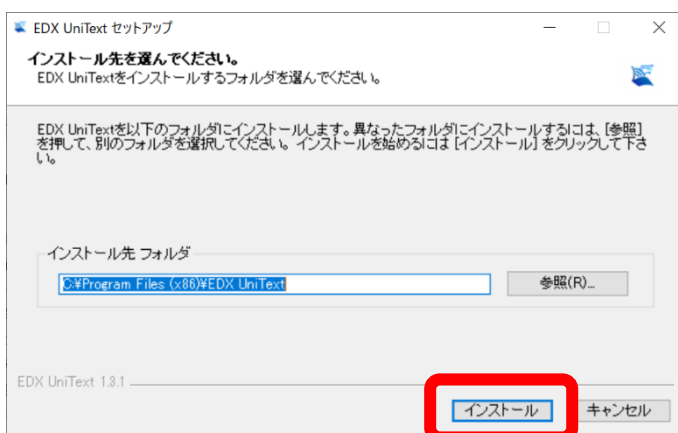 EDX UniText セットアップ
インストール先を選んでください。
EDX UniTextをインストールするフォルダを選んでください。
EDX UniTextを以下のフォルダにインストールします。異なったフォルダにインストールするには、[参照]
を押して、別のフォルダを選択してください。インストールを始めるには [インストール] をクリックして下さ
い。
インストール先 フォルダ
C:¥Program Files (x86)¥EDX UniText
参照(R)...
EDX UniText 1.3.1
インストール
キャンセル